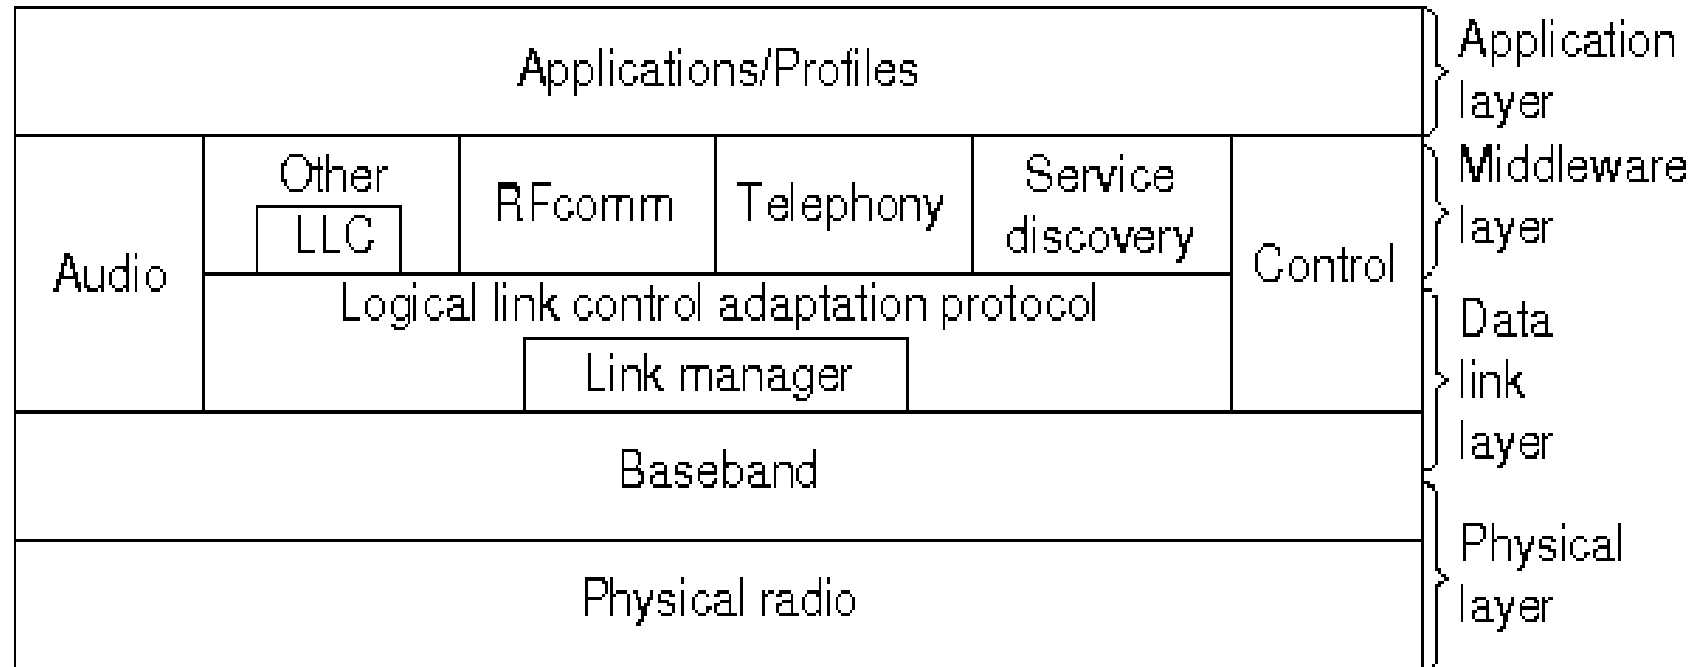 Applications/Profiles
Application
layer
Audio
Other
LLC
RFcomm
Telephony
Service
discovery
Control
Middleware
layer
Logical link control adaptation protocol
Link manager
Data
link
layer
Baseband
Physical radio
Physical
layer